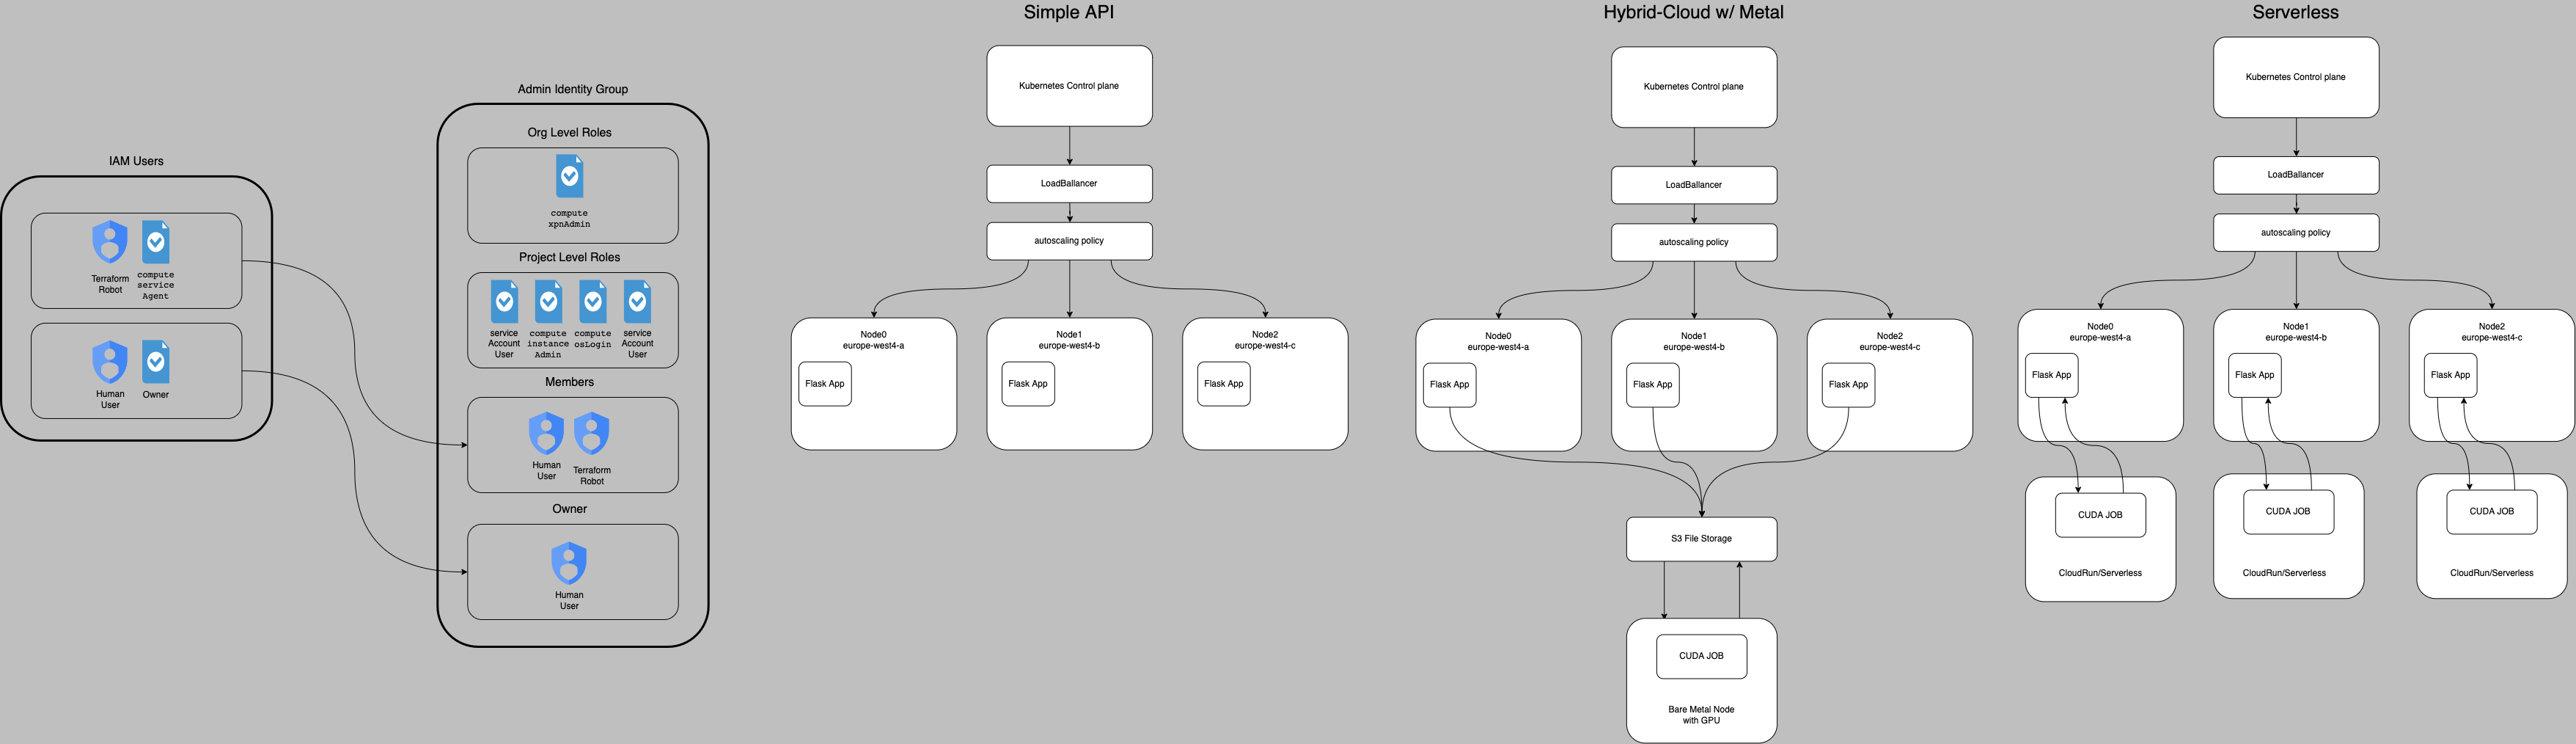 Simple API
Hybrid-Cloud w/ Metal
Serverless
IAM Users
Terraform
Robot
compute
service
Agent
Human
User
Owner
Admin Identity Group
Org Level Roles
compute
xpnAdmin
Project Level Roles
service
Account
User
compute
instance
Admin
compute
osLogin
service
Account
User
Members
Human
User
Terraform
Robot
Owner
Human
User
Kubernetes Control plane
LoadBallancer
autoscaling policy
Node0
europe-west4-a
Flask App
Node1
europe-west4-b
Flask App
Node2
europe-west4-c
Flask App
Kubernetes Control plane
LoadBallancer
autoscaling policy
Node0
europe-west4-a
Flask App
Node1
europe-west4-b
Flask App
Node2
europe-west4-c
Flask App
S3 File Storage
CUDA JOB
Bare Metal Node
with GPU
Kubernetes Control plane
LoadBallancer
autoscaling policy
Node0
europe-west4-a
Flask App
Node1
europe-west4-b
Flask App
Node2
europe-west4-c
Flask App
CUDA JOB
CloudRun/Serverless
CUDA JOB
CloudRun/Serverless
CUDA JOB
CloudRun/Serverless